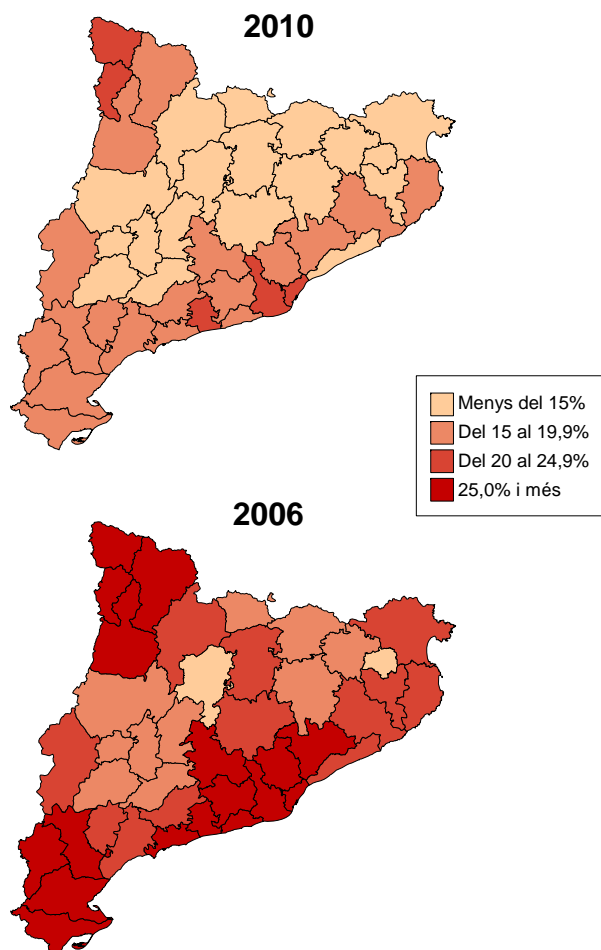 2010
Menys del 15%
Del 15 al 19,9%
Del 20 al 24,9%
25,0% i més
2006